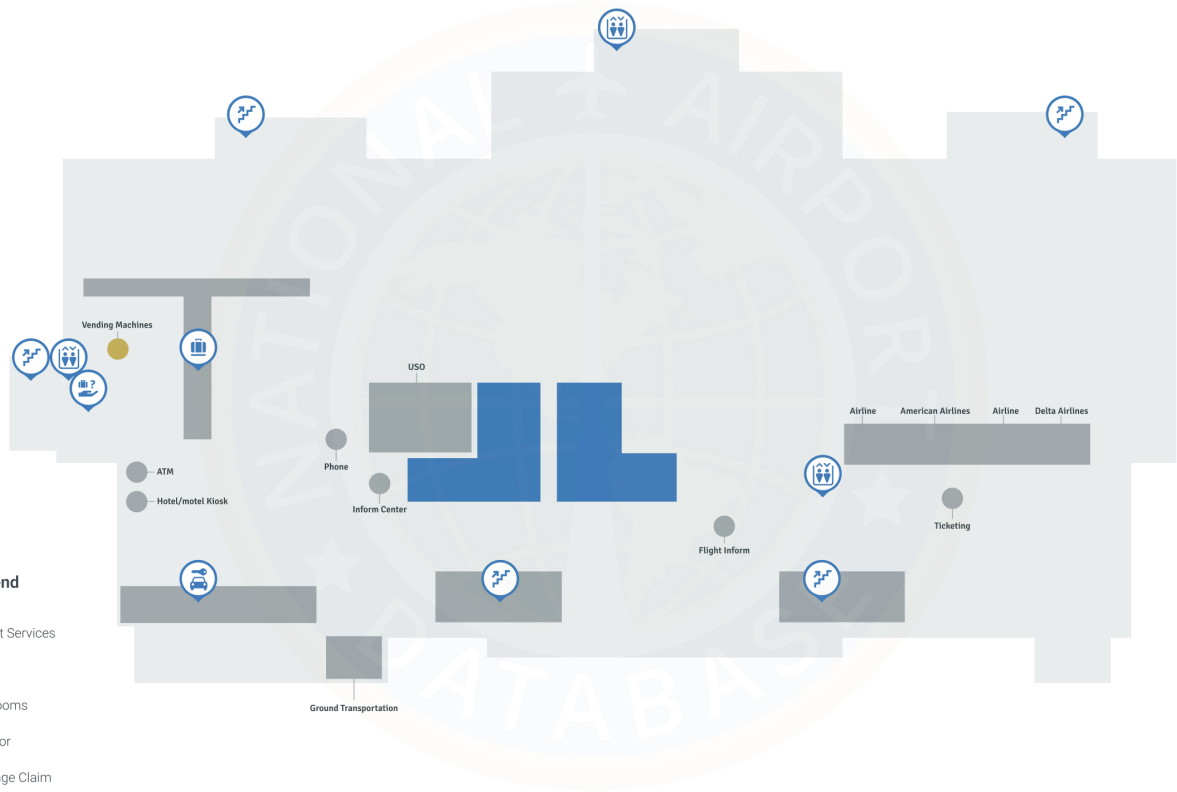 NATIONAL AIRPORT
DATABASE
Vending Machines
USO
Airline
American Airlines
Airline
Delta Airlines
Phone
ATM
Inform Center
Hotel/motel Kiosk
Flight Inform
Ticketing
Ground Transportation
nd
t Services
ooms
or
ge Claim